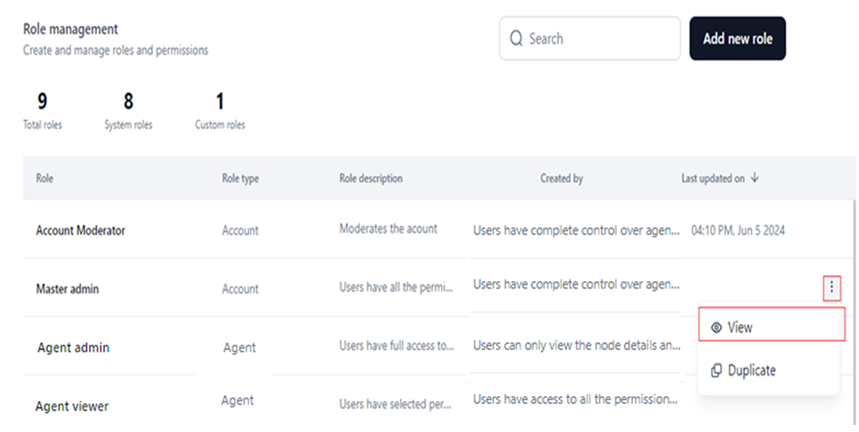 Role management
Create and manage roles and permissions
Search
Add new role
9 8 1
Total roles System roles Custom roles
Role Role type Role description Created by Last updated on
Account Moderator Account Moderates the acount Users have complete control over agen... 04:10 PM, Jun 5 2024
Master admin Account Users have all the permi... Users have complete control over agen...
View
Agent admin Agent Users have full access to... Users can only view the node details an...
Duplicate
Agent viewer Agent Users have selected per... Users have access to all the permission...